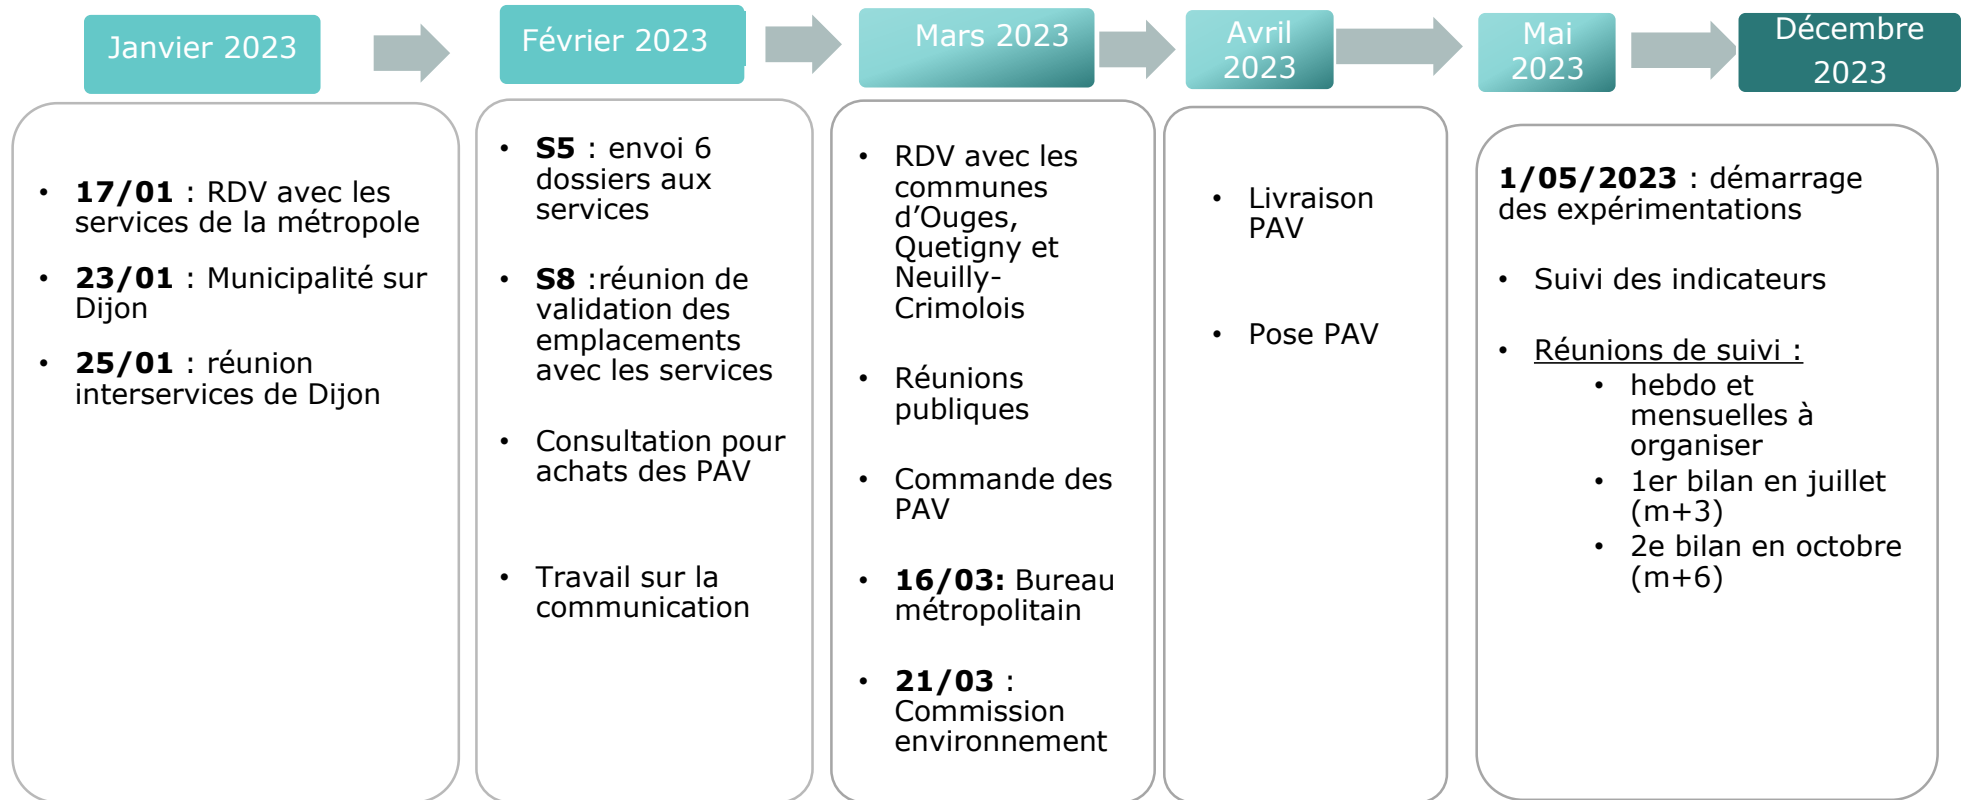 Janvier 2023
Février 2023
Mars 2023
Avril
2023
Mai
2023
Décembre
2023
• 17/01 : RDV avec les
services de la métropole
• 23/01 : Municipalité sur
Dijon
• 25/01 : réunion
interservices de Dijon
• S5 : envoi 6
dossiers aux
services
• S8 :réunion de
validation des
emplacements
avec les services
• Consultation pour
achats des PAV
• Travail sur la
communication
• RDV avec les
communes
d’Ouges,
Quetigny et
Neuilly-
Crimolois
• Réunions
publiques
• Commande des
PAV
• 16/03: Bureau
métropolitain
• 21/03 :
Commission
environnement
• Livraison
PAV
• Pose PAV
1/05/2023 : démarrage
des expérimentations
• Suivi des indicateurs
• Réunions de suivi :
• hebdo et
mensuelles à
organiser
• 1er bilan en juillet
(m+3)
• 2e bilan en octobre
(m+6)